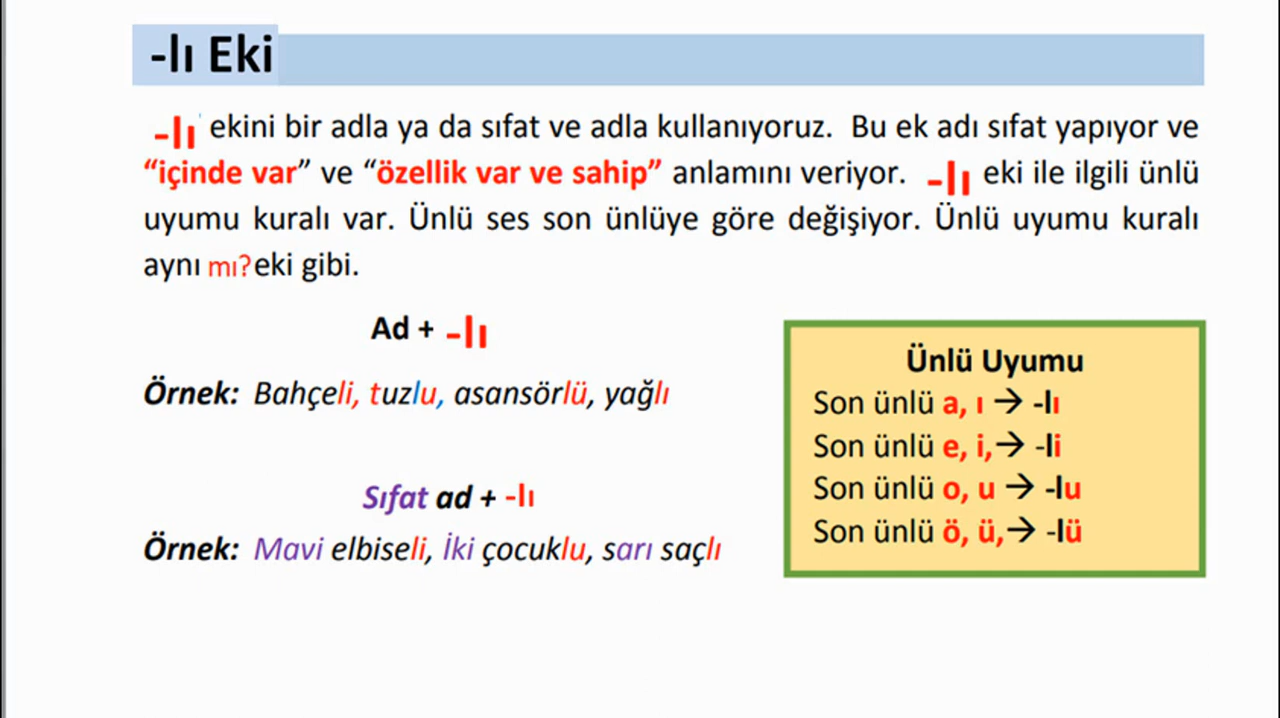 -lı Eki
-lı ekini bir adla ya da sıfat ve adla kullanıyoruz. Bu ek adı sıfat yapıyor ve
“içinde var” ve “özellik var ve sahip” anlamını veriyor. -lı eki ile ilgili ünlü
uyumu kuralı var. Ünlü ses son ünlüye göre değişiyor. Ünlü uyumu kuralı
aynı mı? eki gibi.
Ad + -lı
Örnek: Bahçeli, tuzlu, asansörlü, yağlı
Sıfat ad + -lı
Örnek: Mavi elbiseli, İki çocuklu, sarı saçlı
Ünlü Uyumu
Son ünlü a, ı → -lı
Son ünlü e, i,→ -li
Son ünlü o, u → -lu
Son ünlü ö, ü,→ -lü